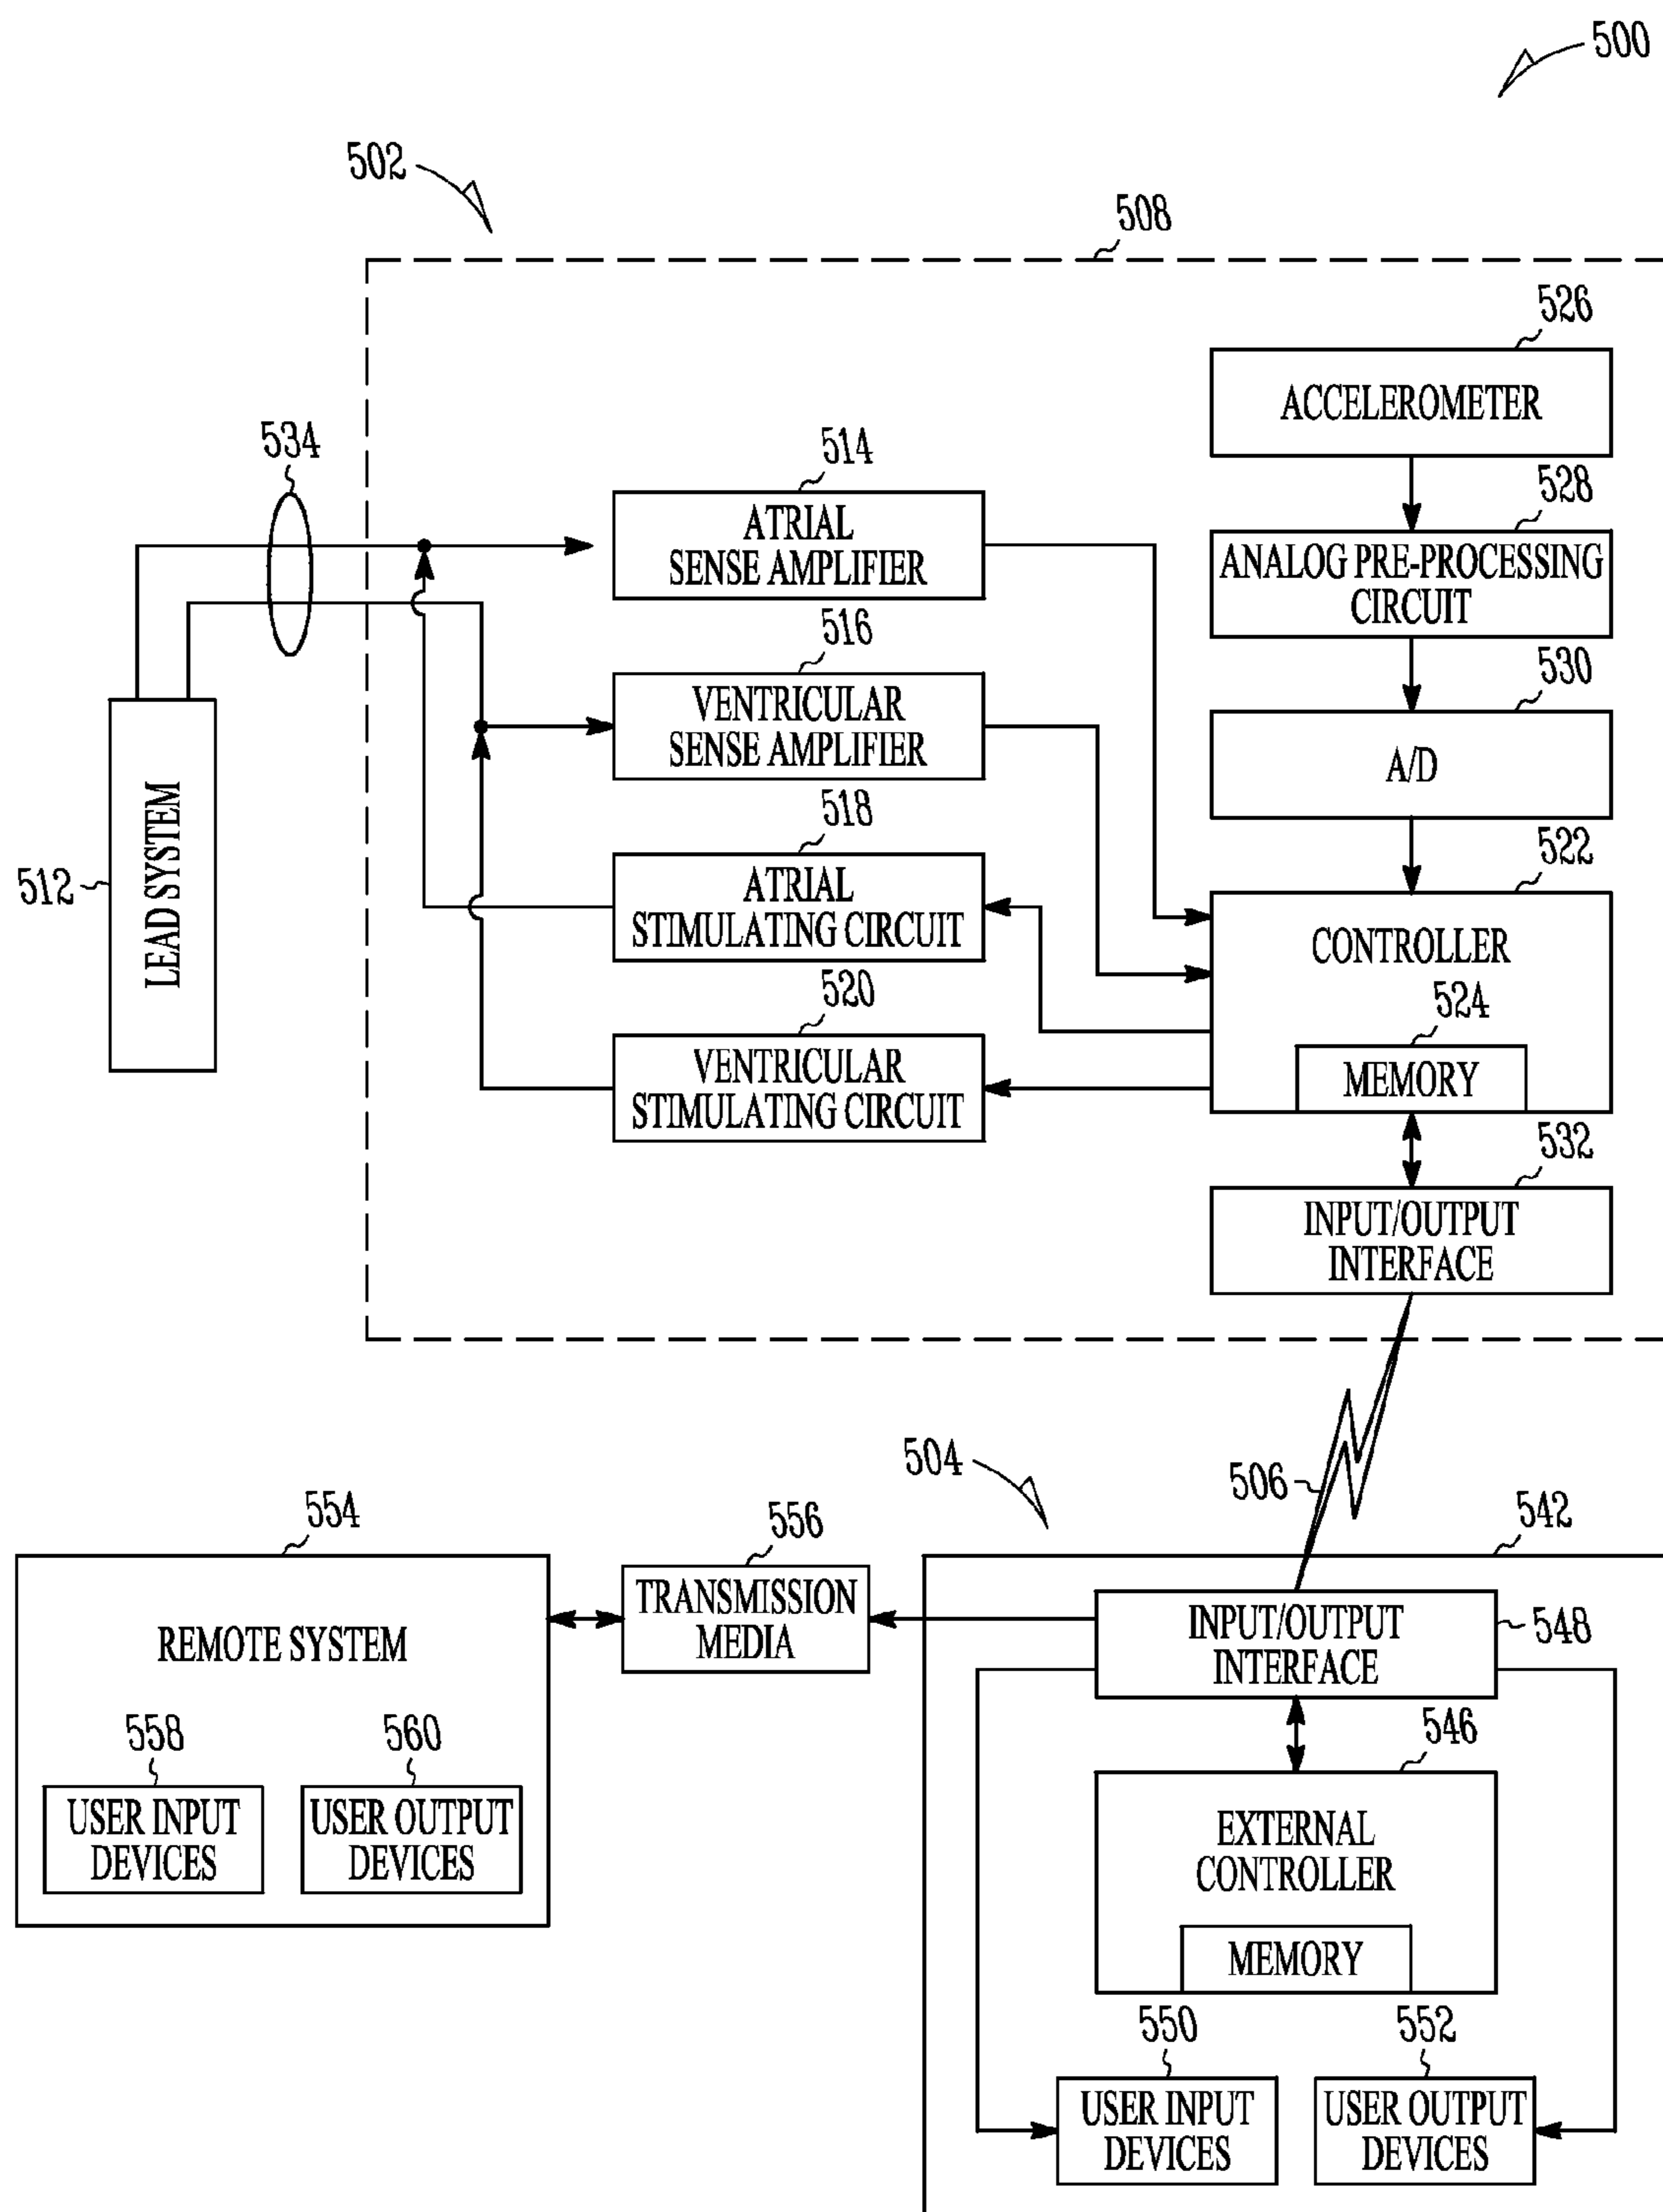 500
502
508
526
ACCELEROMETER
534
514
ATRIAL
SENSE AMPLIFIER
528
ANALOG PRE-PROCESSING
CIRCUIT
516
VENTRICULAR
SENSE AMPLIFIER
530
A/D
512
LEAD SYSTEM
518
ATRIAL
STIMULATING CIRCUIT
522
CONTROLLER
524
MEMORY
520
VENTRICULAR
STIMULATING CIRCUIT
532
INPUT/OUTPUT
INTERFACE
504
506
542
554
REMOTE SYSTEM
556
TRANSMISSION
MEDIA
INPUT/OUTPUT
INTERFACE
548
558
USER INPUT
DEVICES
560
USER OUTPUT
DEVICES
546
EXTERNAL
CONTROLLER
MEMORY
550
USER INPUT
DEVICES
552
USER OUTPUT
DEVICES